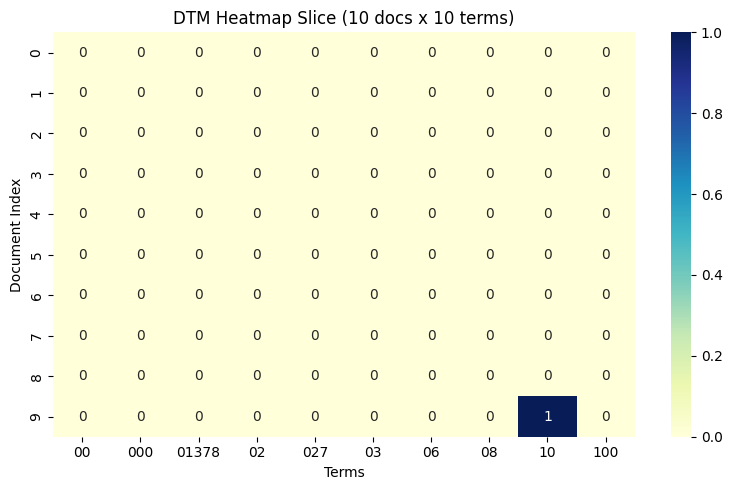 DTM Heatmap Slice (10 docs x 10 terms)
Document Index
0 0 0 0 0 0 0 0 0 0 0
1 0 0 0 0 0 0 0 0 0 0
2 0 0 0 0 0 0 0 0 0 0
3 0 0 0 0 0 0 0 0 0 0
4 0 0 0 0 0 0 0 0 0 0
5 0 0 0 0 0 0 0 0 0 0
6 0 0 0 0 0 0 0 0 0 0
7 0 0 0 0 0 0 0 0 0 0
8 0 0 0 0 0 0 0 0 0 0
9 0 0 0 0 0 0 0 0 1 0
00 000 01378 02 027 03 06 08 10 100
Terms
1.0
0.8
0.6
0.4
0.2
0.0